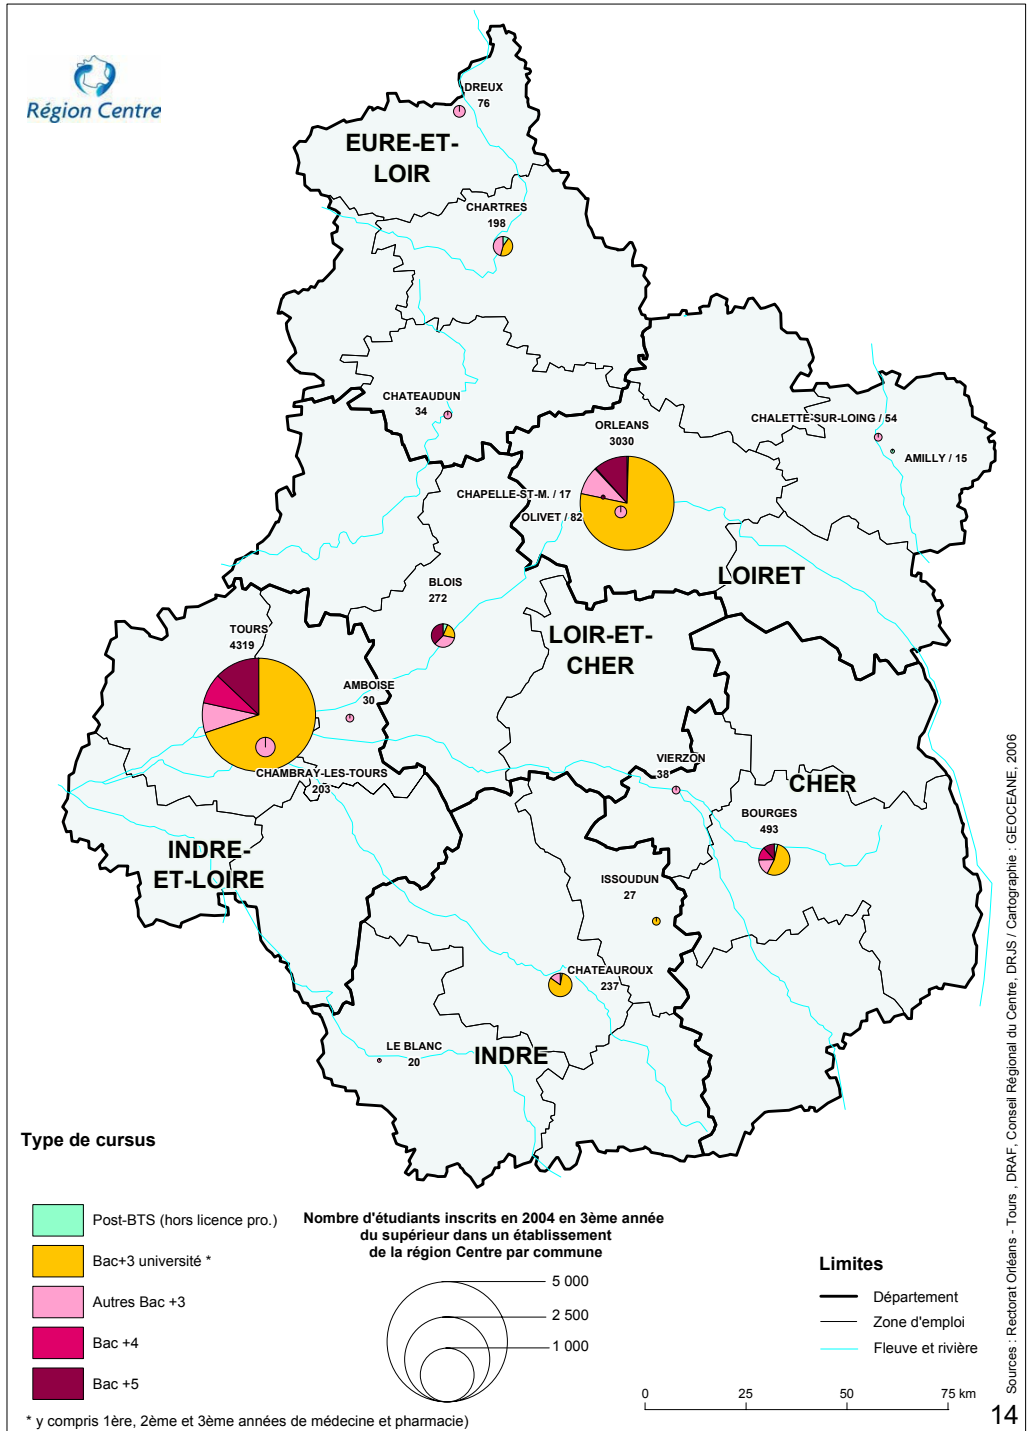 Région Centre
DREUX
76
EURE-ET-
LOIR
CHARTRES
198
CHATEAUDUN
34
ORLEANS
3030
CHALETTE-SUR-LOING / 54
AMILLY / 15
CHAPELLE-ST-M. / 17
OLIVET / 82
LOIRET
BLOIS
272
LOIR-ET-
CHER
TOURS
4319
AMBOISE
30
CHAMBRAY-LES-TOURS
203
VIERZON
38
CHER
BOURGES
493
INDRE-
ET-LOIRE
ISSOUDUN
27
CHATEAUROUX
237
LE BLANC
20
INDRE
Type de cursus
Post-BTS (hors licence pro.)
Bac+3 université *
Autres Bac +3
Bac +4
Bac +5
* y compris 1ère, 2ème et 3ème années de médecine et pharmacie)
Nombre d'étudiants inscrits en 2004 en 3ème année
du supérieur dans un établissement
de la région Centre par commune
5 000
2 500
1 000
Limites
Département
Zone d'emploi
Fleuve et rivière
0 25 50 75 km
Sources : Rectorat Orléans - Tours , DRAF, Conseil Régional du Centre, DRJS / Cartographie : GEOCEANE, 2006
14